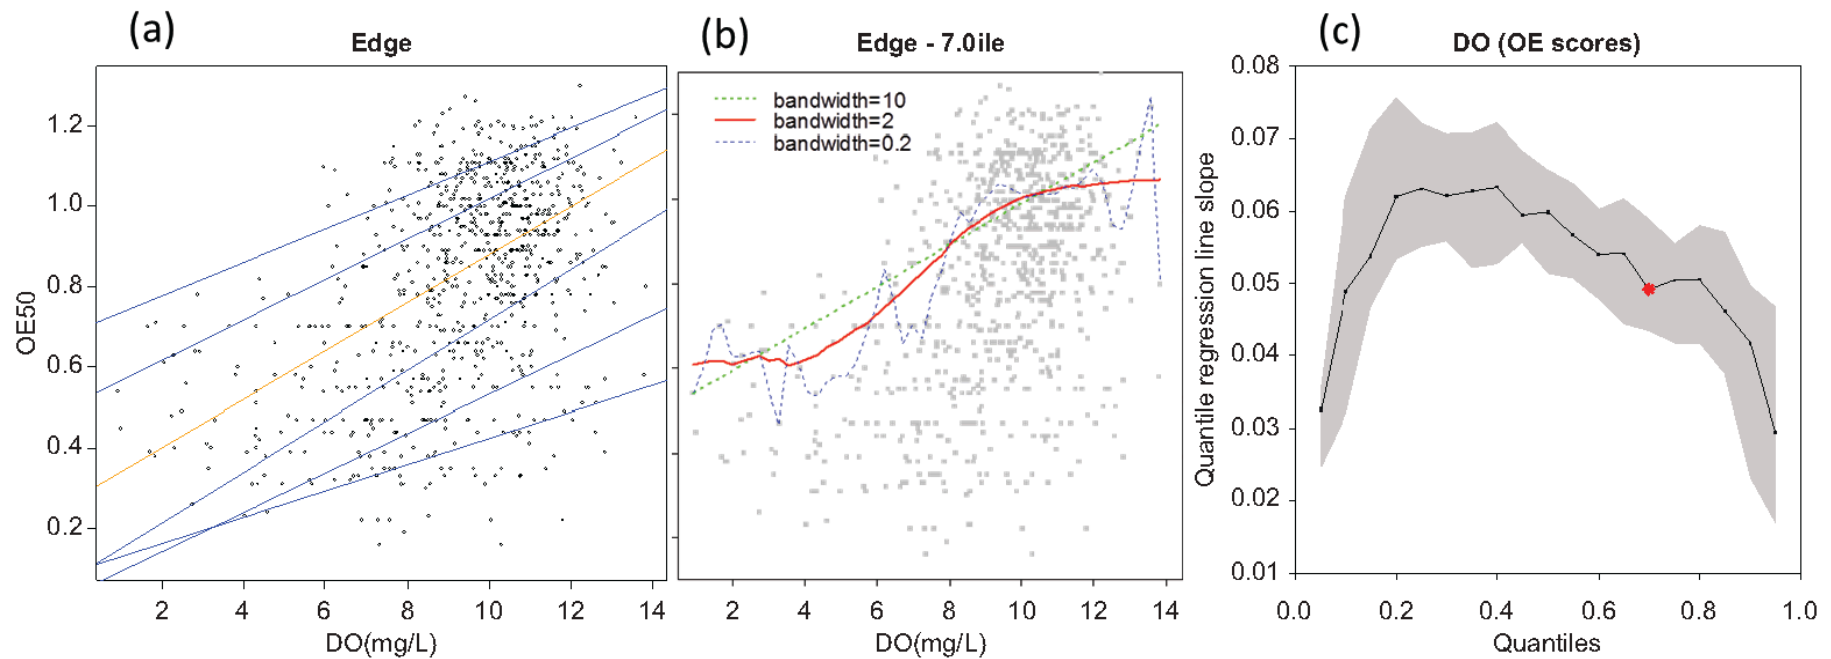 (a)
Edge
OE50
1.2
1.0
0.8
0.6
0.4
0.2
2 4 6 8 10 12 14
DO(mg/L)
(b)
Edge - 7.0ile
bandwidth=10
bandwidth=2
bandwidth=0.2
2 4 6 8 10 12 14
DO(mg/L)
(c)
DO (OE scores)
Quantile regression line slope
0.08
0.07
0.06
0.05
0.04
0.03
0.02
0.01
0.0 0.2 0.4 0.6 0.8 1.0
Quantiles